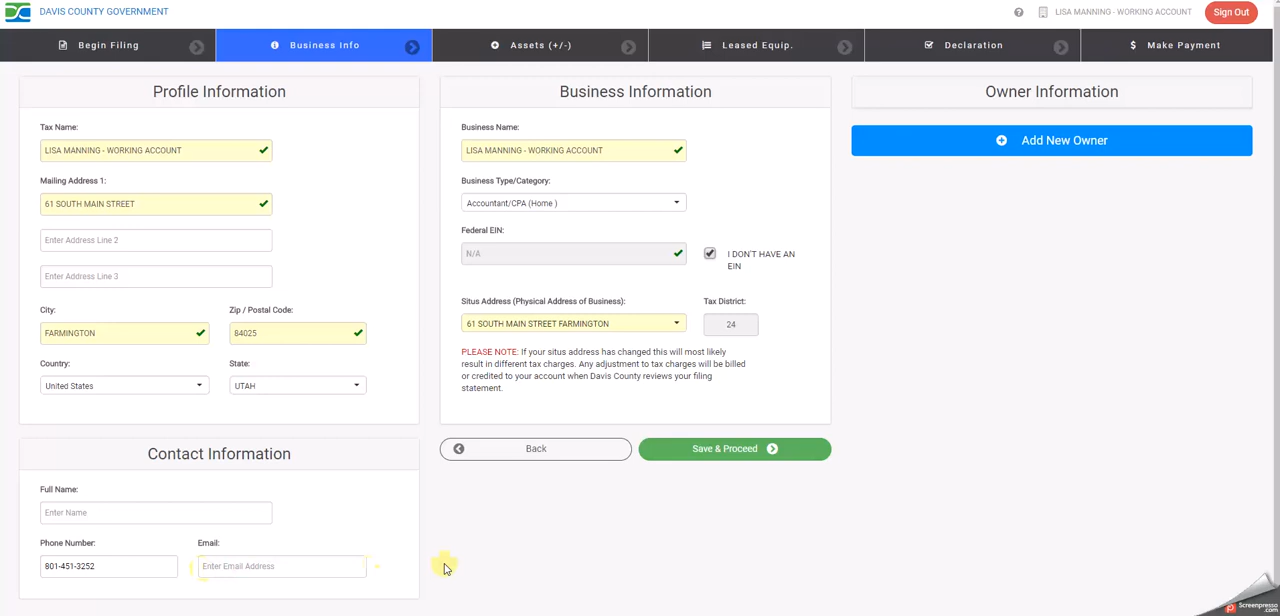 DAVIS COUNTY GOVERNMENT
LISA MANNING - WORKING ACCOUNT
Sign Out
Begin Filing
Business Info
Assets (+/-)
Leased Equip.
Declaration
$ Make Payment
Profile Information
Tax Name:
LISA MANNING - WORKING ACCOUNT
Mailing Address 1:
61 SOUTH MAIN STREET
Enter Address Line 2
Enter Address Line 3
City:
Zip / Postal Code:
FARMINGTON
84025
Country:
State:
United States
UTAH
Contact Information
Full Name:
Enter Name
Phone Number:
Email:
801-451-3252
Enter Email Address
Business Information
Business Name:
LISA MANNING - WORKING ACCOUNT
Business Type/Category:
Accountant/CPA (Home )
Federal EIN:
N/A
I DON'T HAVE AN
EIN
Situs Address (Physical Address of Business):
Tax District:
61 SOUTH MAIN STREET FARMINGTON
24
PLEASE NOTE: If your situs address has changed this will most likely
result in different tax charges. Any adjustment to tax charges will be billed
or credited to your account when Davis County reviews your filing
statement.
Back
Save & Proceed
Owner Information
Add New Owner
Screenpresso
.com